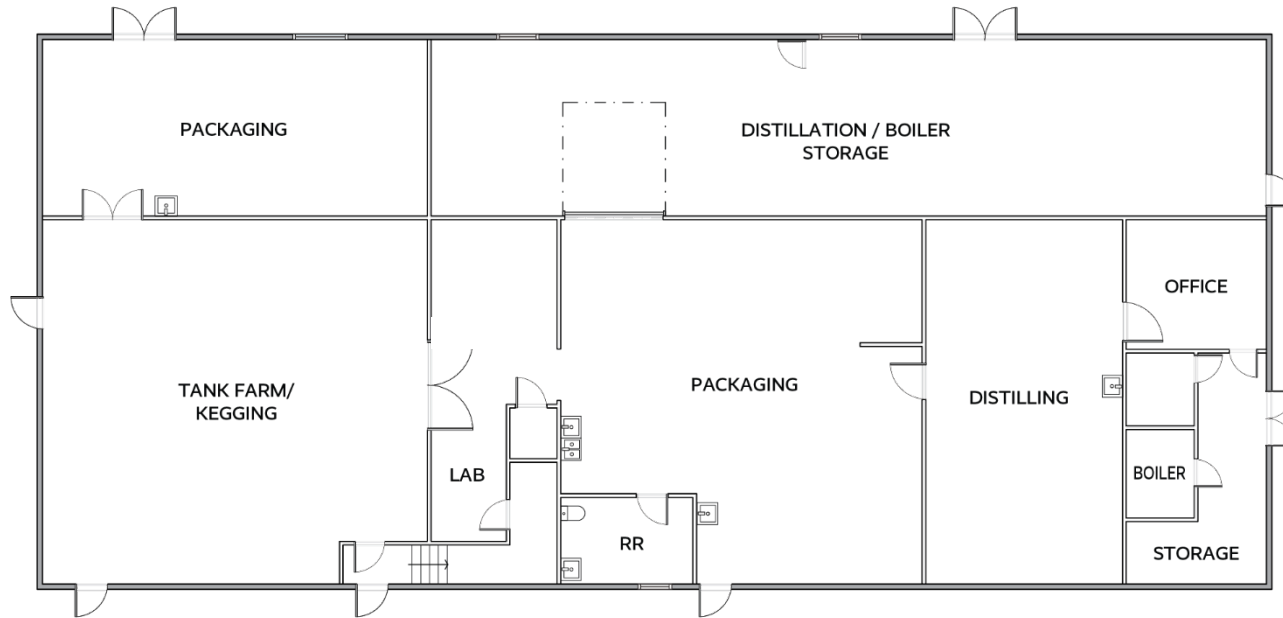 PACKAGING
DISTILLATION / BOILER
STORAGE
OFFICE
TANK FARM/
KEGGING
PACKAGING
DISTILLING
LAB
BOILER
RR
STORAGE